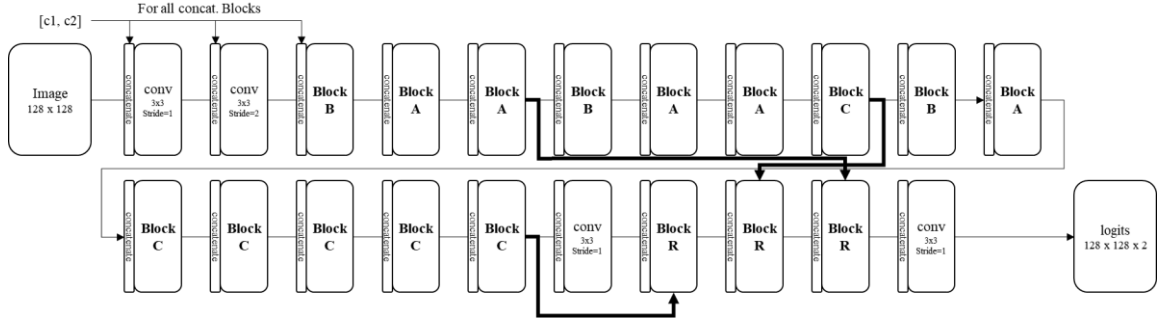 For all concat. Blocks
[c1, c2]
Image
128 x 128
concatenate
conv
3x3
Stride=1
concatenate
conv
3x3
Stride=2
concatenate
Block
B
concatenate
Block
A
concatenate
Block
A
concatenate
Block
B
concatenate
Block
A
concatenate
Block
A
concatenate
Block
C
concatenate
Block
B
concatenate
Block
A
concatenate
Block
C
concatenate
Block
C
concatenate
Block
C
concatenate
Block
C
concatenate
Block
C
concatenate
conv
3x3
Stride=1
concatenate
Block
R
concatenate
Block
R
concatenate
Block
R
concatenate
conv
3x3
Stride=1
logits
128 x 128 x 2